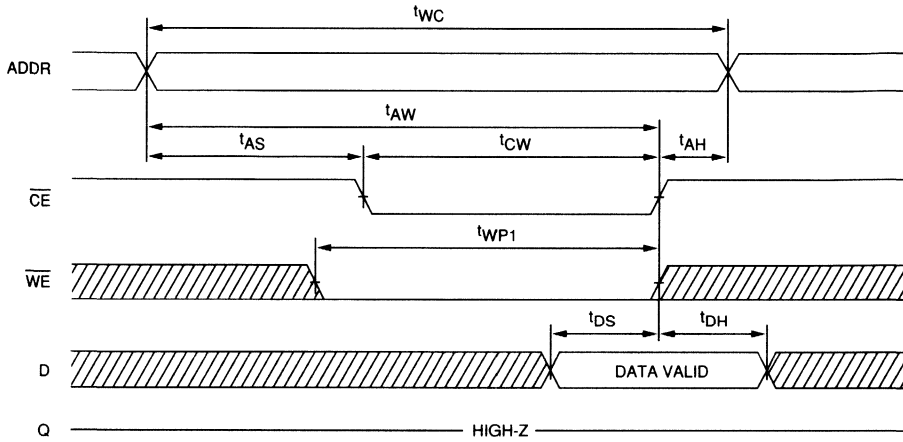 tWC
ADDR
tAW
tAS tCW tAH
CE
tWP1
WE
tDS tDH
D DATA VALID
Q HIGH-Z